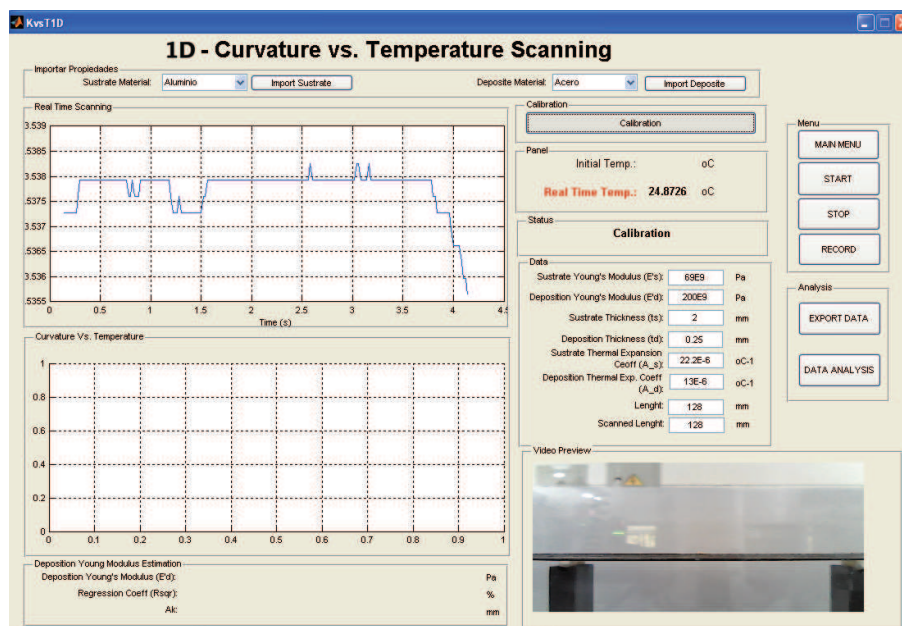 KvsT1D
1D - Curvature vs. Temperature Scanning
Importar Propiedades
Sustrate Material: Aluminio Import Sustrate Deposite Material: Acero Import Deposite
Real Time Scanning
3.539
.5385
3.538
.5375
3.537
.5365
3.536
.5355
0 0.5 1 1.5 2 2.5 3 3.5 4 4.5
Time (s)
Calibration
Calibration
Panel
Initial Temp.: oC
Real Time Temp.: 24.8726 oC
Status
Calibration
Data
Sustrate Young's Modulus (E's): 69E9 Pa
Deposition Young's Modulus (E'd): 200E9 Pa
Sustrate Thickness (ts): 2 mm
Deposition Thickness (td): 0.25 mm
Sustrate Thermal Expansion
Ceoff (A_s): 22.2E-6 oC-1
Deposition Thermal Exp. Coeff
(A_d): 13E-6 oC-1
Lenght: 128 mm
Scanned Lenght: 128 mm
Menu
MAIN MENU
START
STOP
RECORD
Analysis
EXPORT DATA
DATA ANALYSIS
Curvature Vs. Temperature
1
0.8
0.6
0.4
0.2
0
0 0.1 0.2 0.3 0.4 0.5 0.6 0.7 0.8 0.9 1
Video Preview
Deposition Young Modulus Estimation
Deposition Young's Modulus (E'd): Pa
Regression Coeff (Rsqr): %
Ak: mm